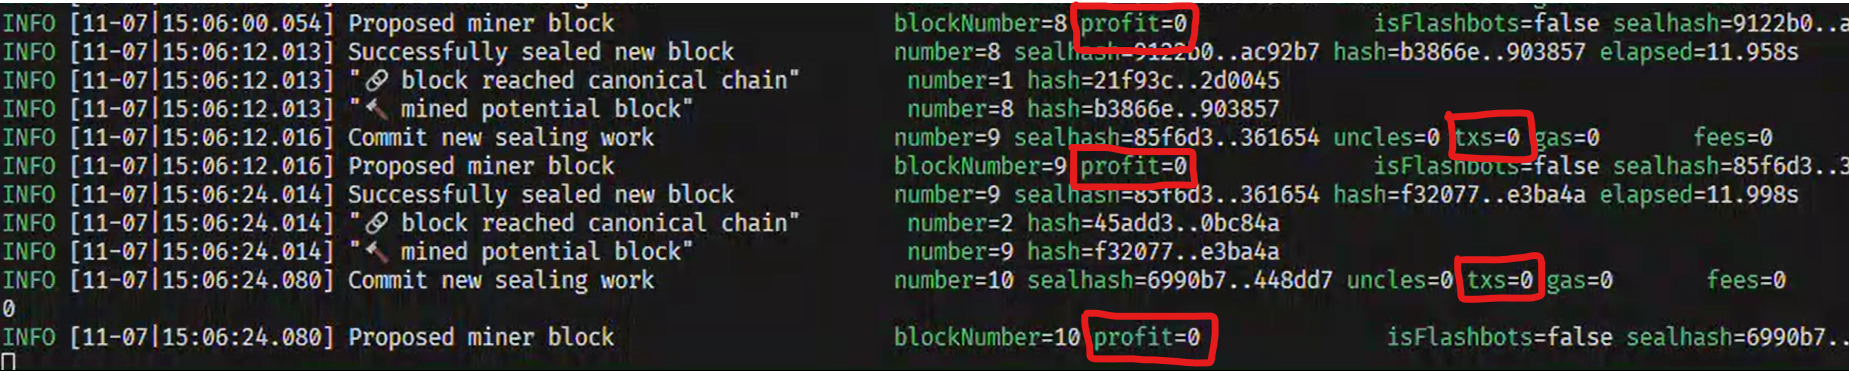 INFO [11-07|15:06:00.054] Proposed miner block blockNumber=8 profit=0 isFlashbots=false sealhash=9122b0..a
INFO [11-07|15:06:12.013] Successfully sealed new block number=8 sealhash=9122b0..ac92b7 hash=b3866e..903857 elapsed=11.958s
INFO [11-07|15:06:12.013] "🔗 block reached canonical chain" number=1 hash=21f93c..2d0045
INFO [11-07|15:06:12.013] "🔨 mined potential block" number=8 hash=b3866e..903857
INFO [11-07|15:06:12.016] Commit new sealing work number=9 sealhash=85f6d3..361654 uncles=0 txs=0 gas=0 fees=0
INFO [11-07|15:06:12.016] Proposed miner block blockNumber=9 profit=0 isFlashbots=false sealhash=85f6d3..3
INFO [11-07|15:06:24.014] Successfully sealed new block number=9 sealhash=85f6d3..361654 hash=f32077..e3ba4a elapsed=11.998s
INFO [11-07|15:06:24.014] "🔗 block reached canonical chain" number=2 hash=45add3..0bc84a
INFO [11-07|15:06:24.014] "🔨 mined potential block" number=9 hash=f32077..e3ba4a
INFO [11-07|15:06:24.080] Commit new sealing work number=10 sealhash=6990b7..448dd7 uncles=0 txs=0 gas=0 fees=0
0
INFO [11-07|15:06:24.080] Proposed miner block blockNumber=10 profit=0 isFlashbots=false sealhash=6990b7..